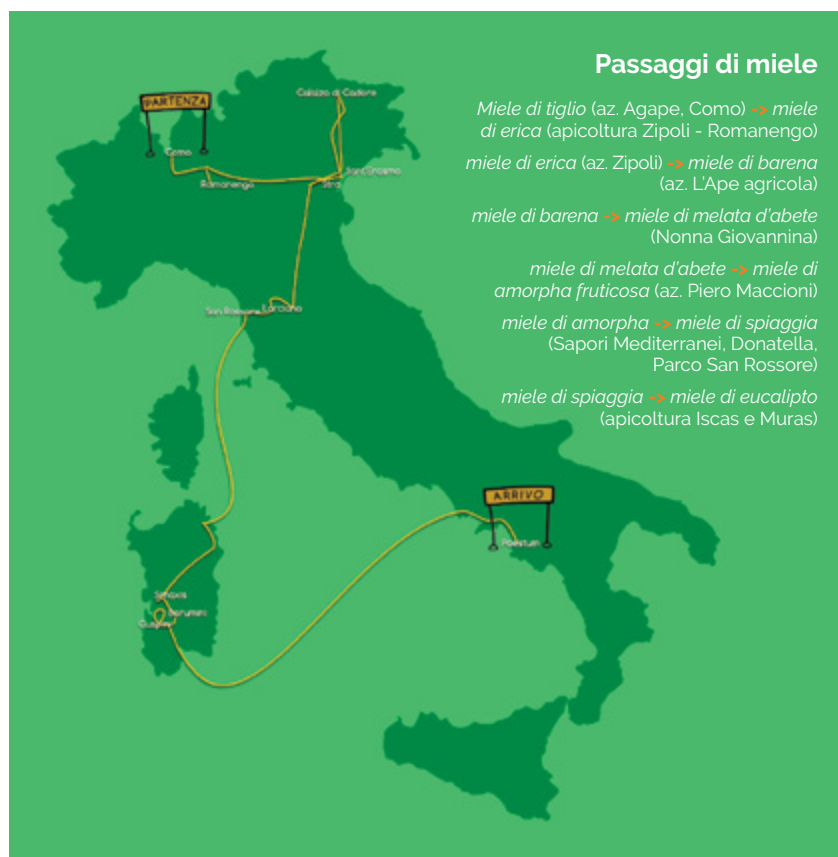 Passaggi di miele
Miele di tiglio (az. Agape, Como) -> miele
di erica (apicoltura Zipoli - Romanengo)
miele di erica (az. Zipoli) -> miele di barena
(az. L'Ape agricola)
miele di barena -> miele di melata d'abete
(Nonna Giovannina)
miele di melata d'abete -> miele di
amorpha fruticosa (az. Piero Maccioni)
miele di amorpha -> miele di spiaggia
(Sapori Mediterranei, Donatella,
Parco San Rossore)
miele di spiaggia -> miele di eucalipto
(apicoltura Iscas e Muras)
PARTENZA
Calalzo di Cadore
Como
Romanengo
Stra
Sant'Erasmo
San Rossore
Larciano
ARRIVO
Paestum
Simaxis
Barumini
Guspini